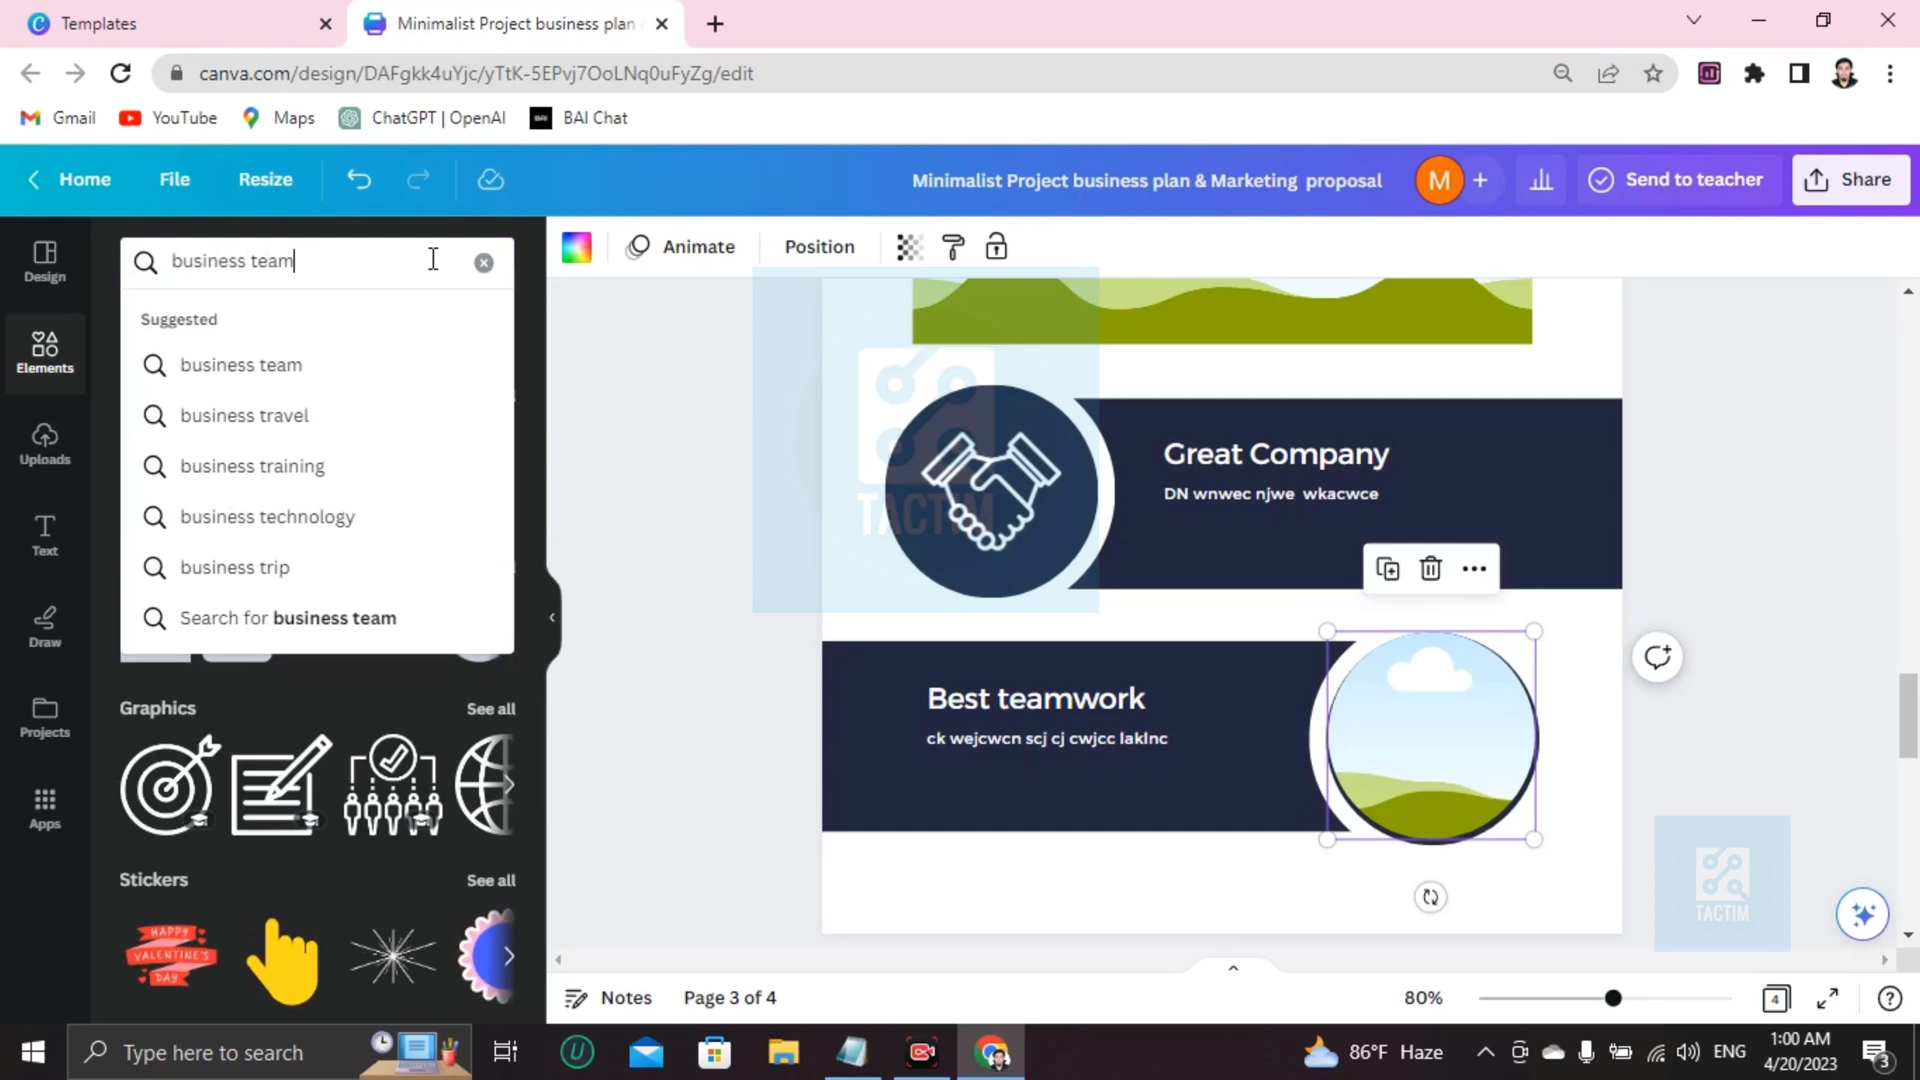 Templates
Minimalist Project business plan
canva.com/design/DAFgkk4uYjc/yTtK-5EPvj7OoLNq0uFyZg/edit
Gmail
YouTube
Maps
ChatGPT | OpenAI
BAI Chat
Home
File
Resize
Minimalist Project business plan & Marketing proposal
M
Send to teacher
Share
Design
Elements
Uploads
Text
Draw
Projects
Apps
business team
Suggested
business team
business travel
business training
business technology
business trip
Search for business team
Graphics
See all
Stickers
See all
HAPPY
VALENTINE'S
DAY
Animate
Position
TACTIM
Great Company
DN wnwec njwe wkacwce
Best teamwork
ck wejcwcn scj cj cwjcc laklnc
TACTIM
Notes
Page 3 of 4
80%
4
Type here to search
86°F Haze
ENG
1:00 AM
4/20/2023
3